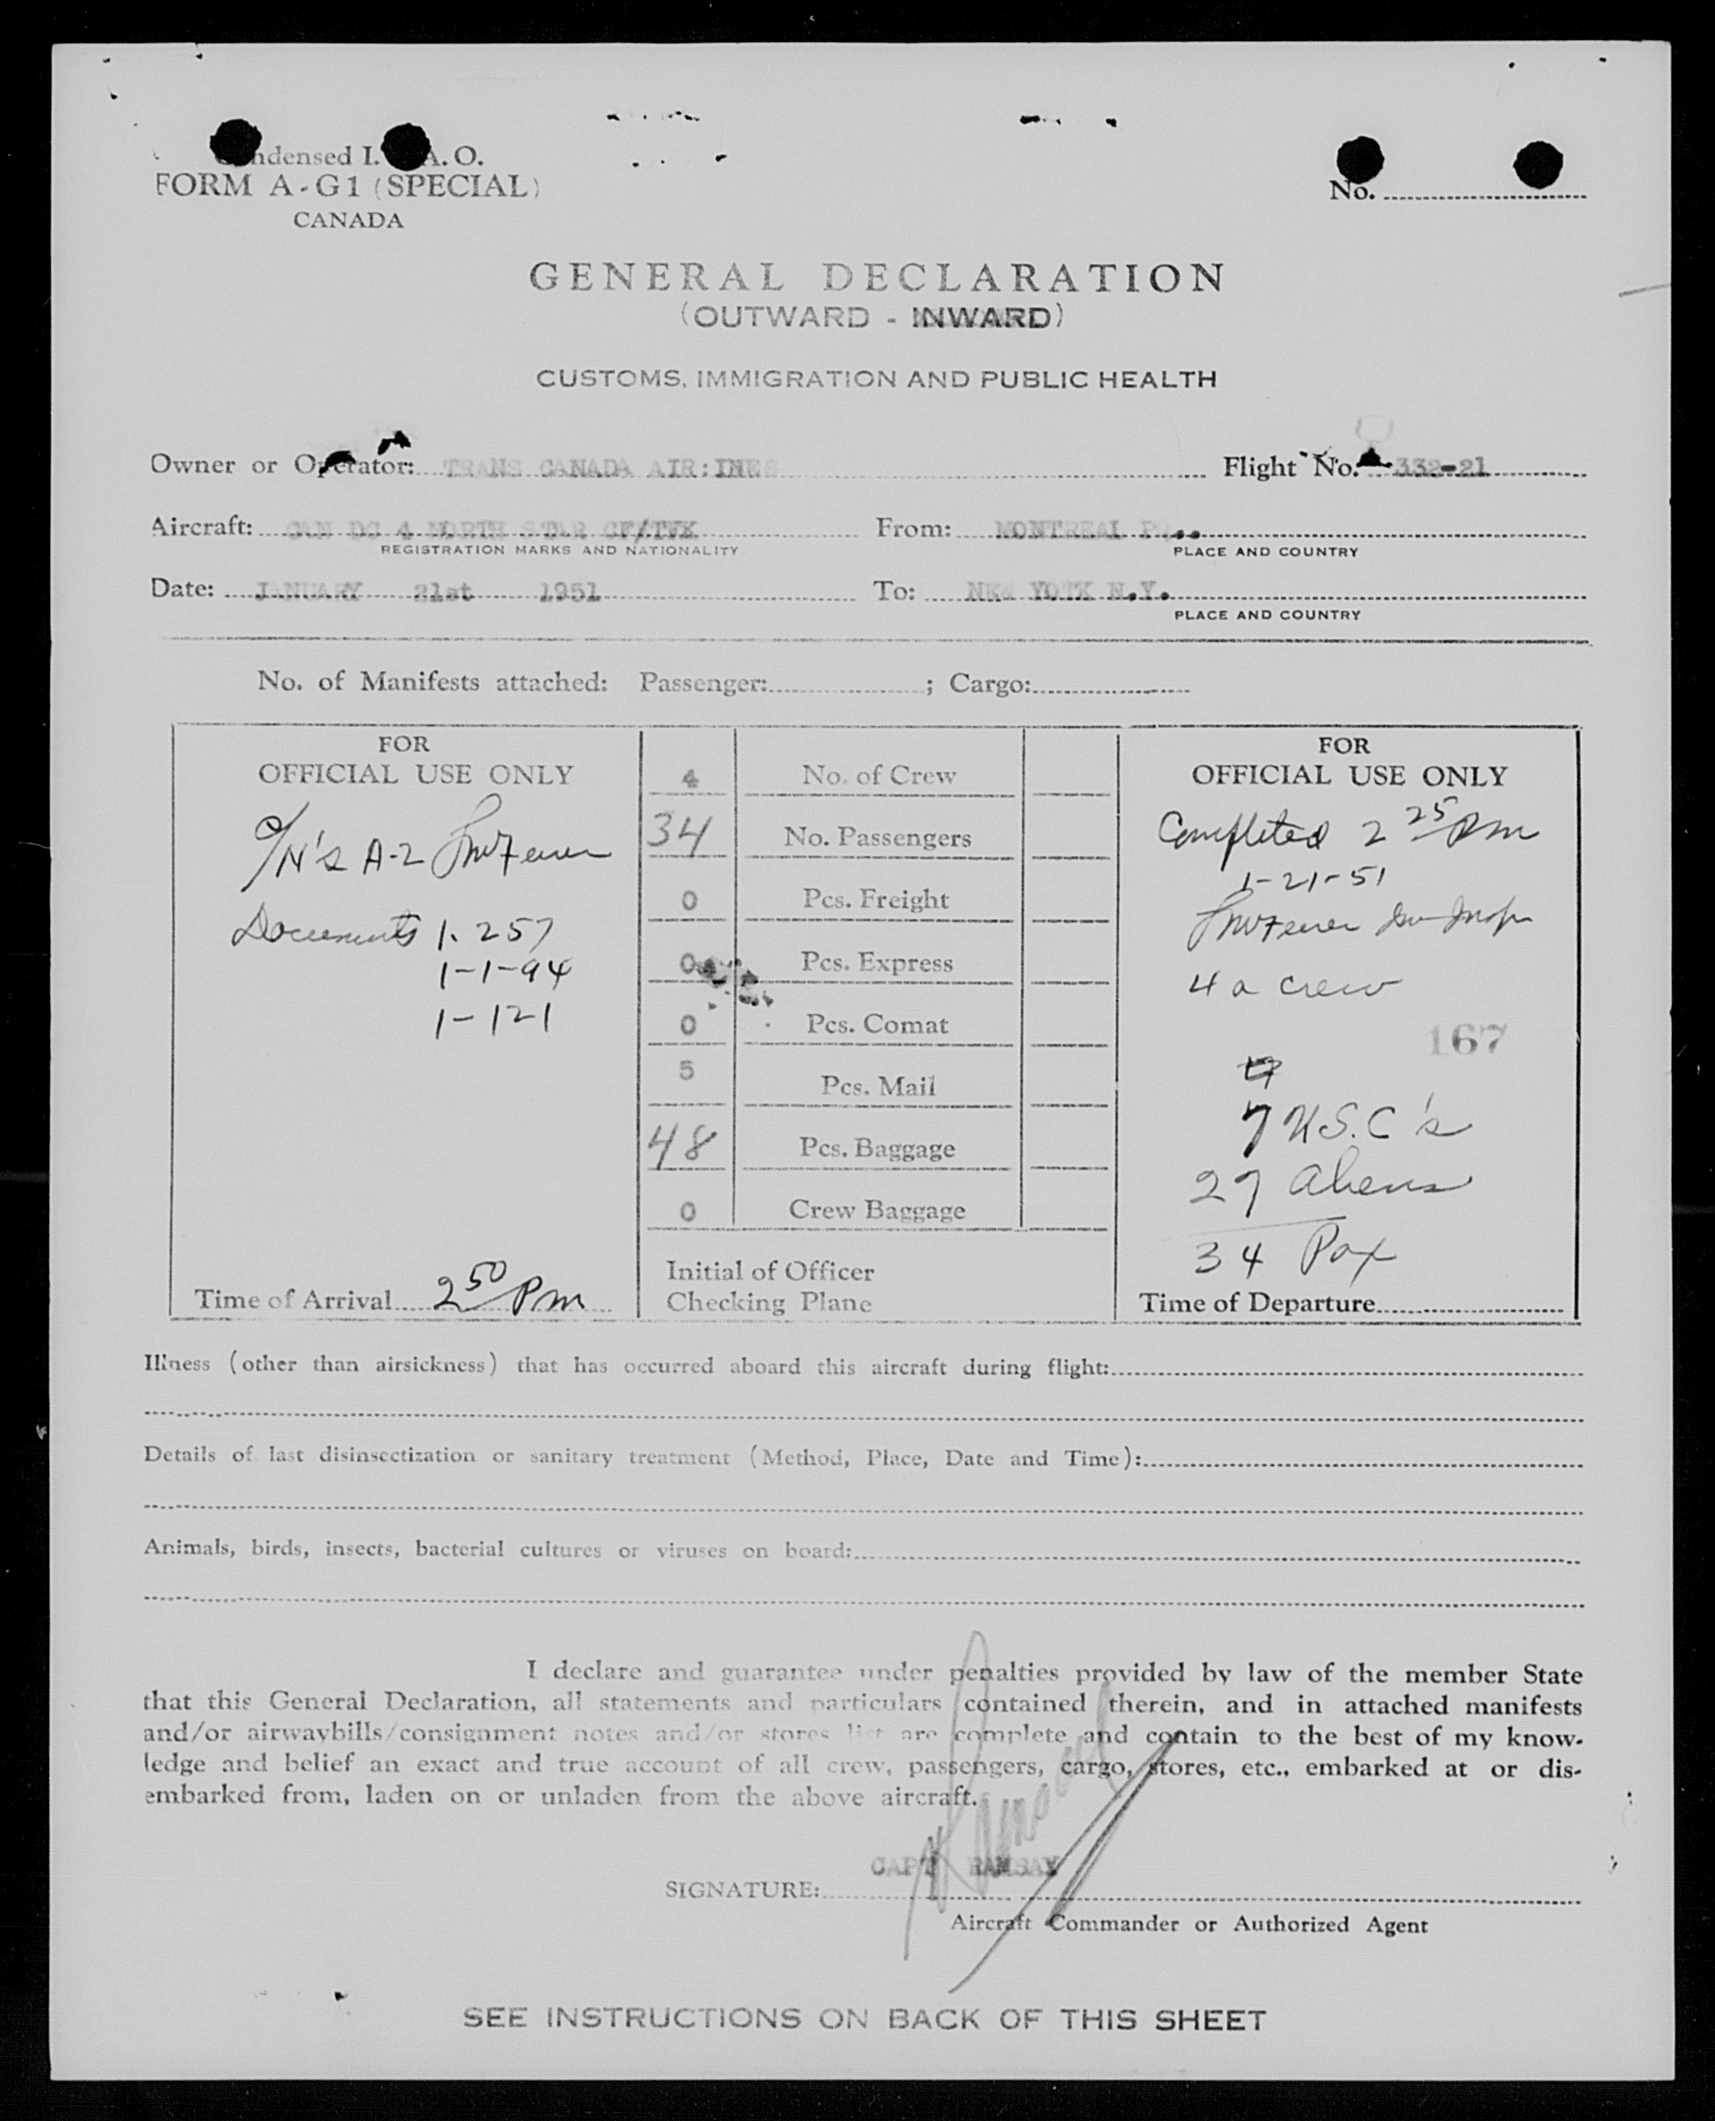 Condensed I. A. O.
FORM A-G1 (SPECIAL)
CANADA
No.
GENERAL DECLARATION
(OUTWARD - INWARD)
CUSTOMS, IMMIGRATION AND PUBLIC HEALTH
Owner or Operator: TRANS CANADA AIR:INES Flight No. 332-21
Aircraft: CAN DC 4 NORTH STAR CF/TFK From: MONTREAL PQ..
REGISTRATION MARKS AND NATIONALITY PLACE AND COUNTRY
Date: JANUARY 21st 1951 To: NEW YOTK N.Y.
PLACE AND COUNTRY
No. of Manifests attached: Passenger: ; Cargo:
FOR
OFFICIAL USE ONLY
A-2
Documents 1. 257
1-1-94
1-121
Time of Arrival 2 50 Pm
4 No. of Crew
34 No. Passengers
0 Pcs. Freight
0 Pcs. Express
0 Pcs. Comat
5 Pcs. Mail
48 Pcs. Baggage
0 Crew Baggage
Initial of Officer
Checking Plane
FOR
OFFICIAL USE ONLY
Completed 2 25 Pm
1-21-51
4 a crew
167
7 U.S.C's
27 aliens
34 Pax
Time of Departure
Illness (other than airsickness) that has occurred aboard this aircraft during flight:
Details of last disinsectization or sanitary treatment (Method, Place, Date and Time):
Animals, birds, insects, bacterial cultures or viruses on board:
I declare and guarantee under penalties provided by law of the member State
that this General Declaration, all statements and particulars contained therein, and in attached manifests
and/or airwaybills/consignment notes and/or stores list are complete and contain to the best of my know-
ledge and belief an exact and true account of all crew, passengers, cargo, stores, etc., embarked at or dis-
embarked from, laden on or unladen from the above aircraft.
CAPT RAMSAY
SIGNATURE:
Aircraft Commander or Authorized Agent
SEE INSTRUCTIONS ON BACK OF THIS SHEET